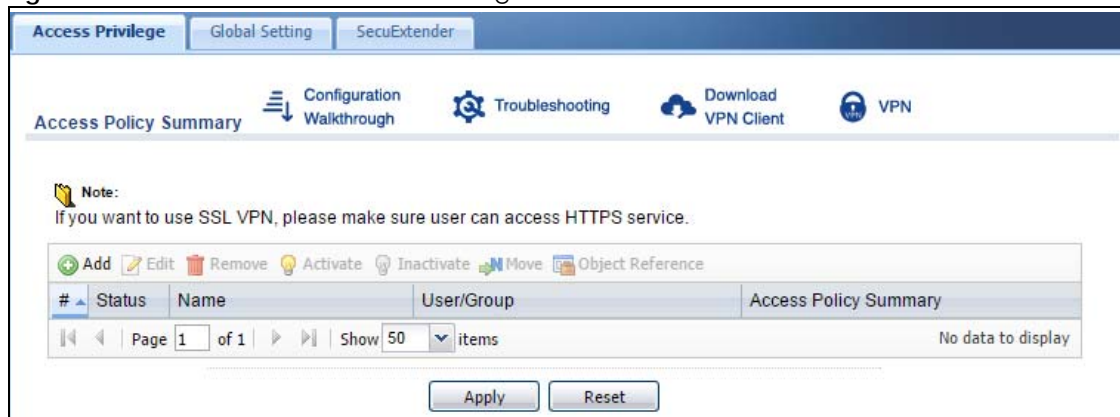 Access Privilege Global Setting SecuExtender
Access Policy Summary
Configuration
Walkthrough
Troubleshooting
Download
VPN Client
VPN
Note:
If you want to use SSL VPN, please make sure user can access HTTPS service.
Add Edit Remove Activate Inactivate Move Object Reference
# Status Name User/Group Access Policy Summary
Page 1 of 1 Show 50 items No data to display
Apply Reset